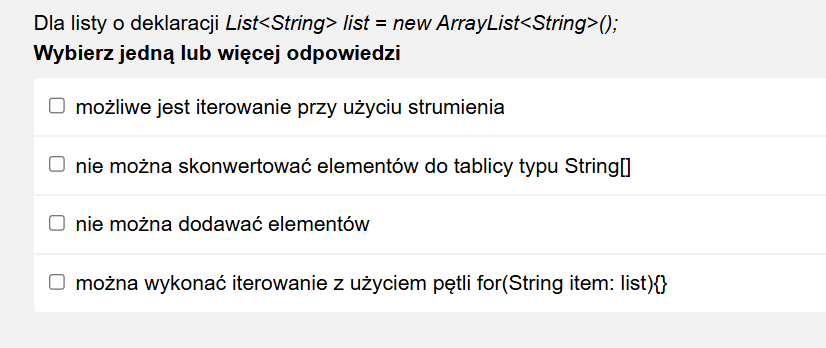 Dla listy o deklaracji List<String> list = new ArrayList<String>();
Wybierz jedną lub więcej odpowiedzi
możliwe jest iterowanie przy użyciu strumienia
nie można skonwertować elementów do tablicy typu String[]
nie można dodawać elementów
można wykonać iterowanie z użyciem pętli for(String item: list){}